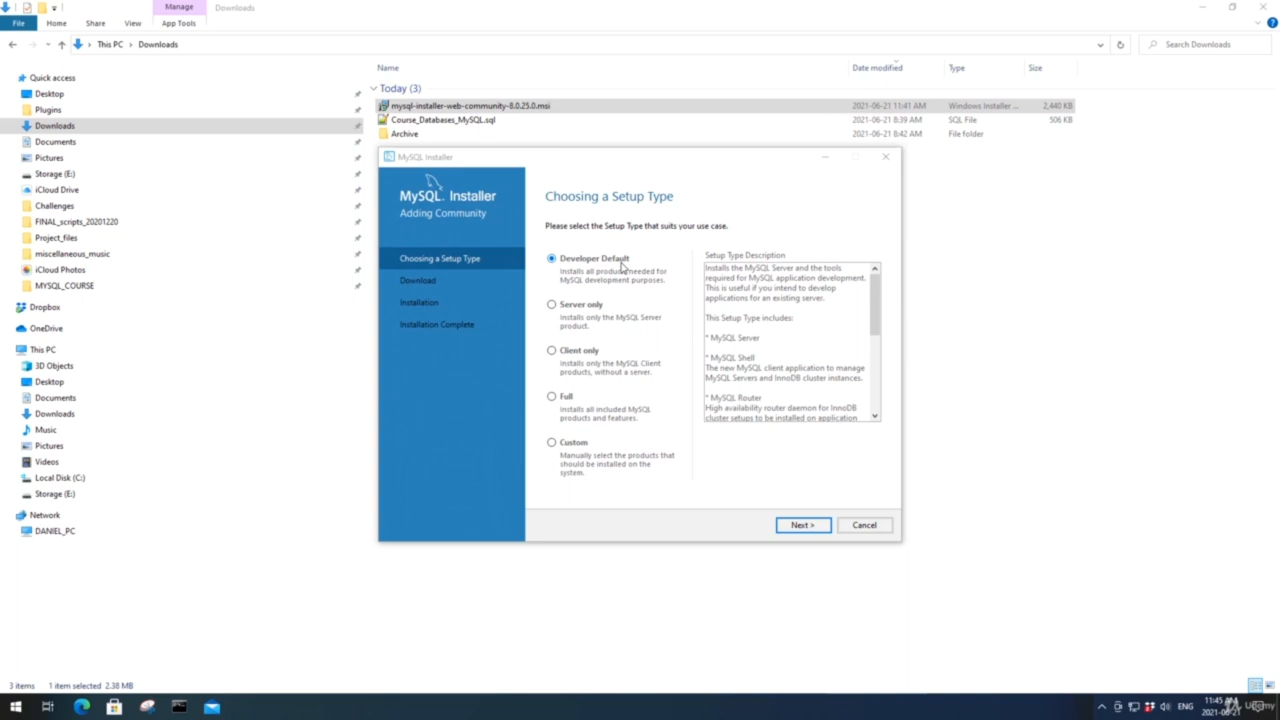 Manage
Downloads
File
Home
Share
View
App Tools
This PC
Downloads
Search Downloads
Quick access
Desktop
Plugins
Downloads
Documents
Pictures
Storage (E:)
iCloud Drive
Challenges
FINAL_scripts_20201220
Project_files
miscellaneous_music
iCloud Photos
MYSQL_COURSE
Dropbox
OneDrive
This PC
3D Objects
Desktop
Documents
Downloads
Music
Pictures
Videos
Local Disk (C:)
Storage (E:)
Network
DANIEL_PC
Name
Date modified
Type
Size
Today (3)
mysql-installer-web-community-8.0.25.0.msi
2021-06-21 11:41 AM
Windows Installer ...
2,440 KB
Course_Databases_MySQL.sql
2021-06-21 8:39 AM
SQL File
506 KB
Archive
2021-06-21 8:42 AM
File folder
MySQL Installer
MySQL. Installer
Adding Community
Choosing a Setup Type
Download
Installation
Installation Complete
Choosing a Setup Type
Please select the Setup Type that suits your use case.
Developer Default
Installs all products needed for
MySQL development purposes.
Server only
Installs only the MySQL Server
product.
Client only
Installs only the MySQL Client
products, without a server.
Full
Installs all included MySQL
products and features.
Custom
Manually select the products that
should be installed on the
system.
Setup Type Description
Installs the MySQL Server and the tools
required for MySQL application development.
This is useful if you intend to develop
applications for an existing server.
This Setup Type includes:
* MySQL Server
* MySQL Shell
The new MySQL client application to manage
MySQL Servers and InnoDB cluster instances.
* MySQL Router
High availability router daemon for InnoDB
cluster setups to be installed on application
Next >
Cancel
3 items
1 item selected 2.38 MB
ENG
11:45 AM
2021-06-21
Udemy